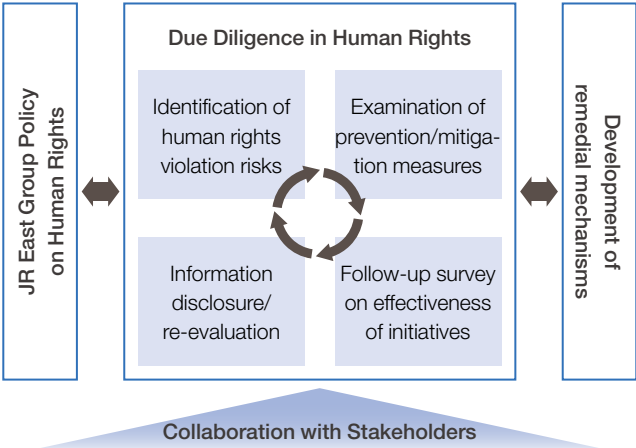 JR East Group Policy
on Human Rights
Due Diligence in Human Rights
Identification of
human rights
violation risks
Examination of
prevention/mitiga-
tion measures
Information
disclosure/
re-evaluation
Follow-up survey
on effectiveness
of initiatives
Development of
remedial mechanisms
Collaboration with Stakeholders